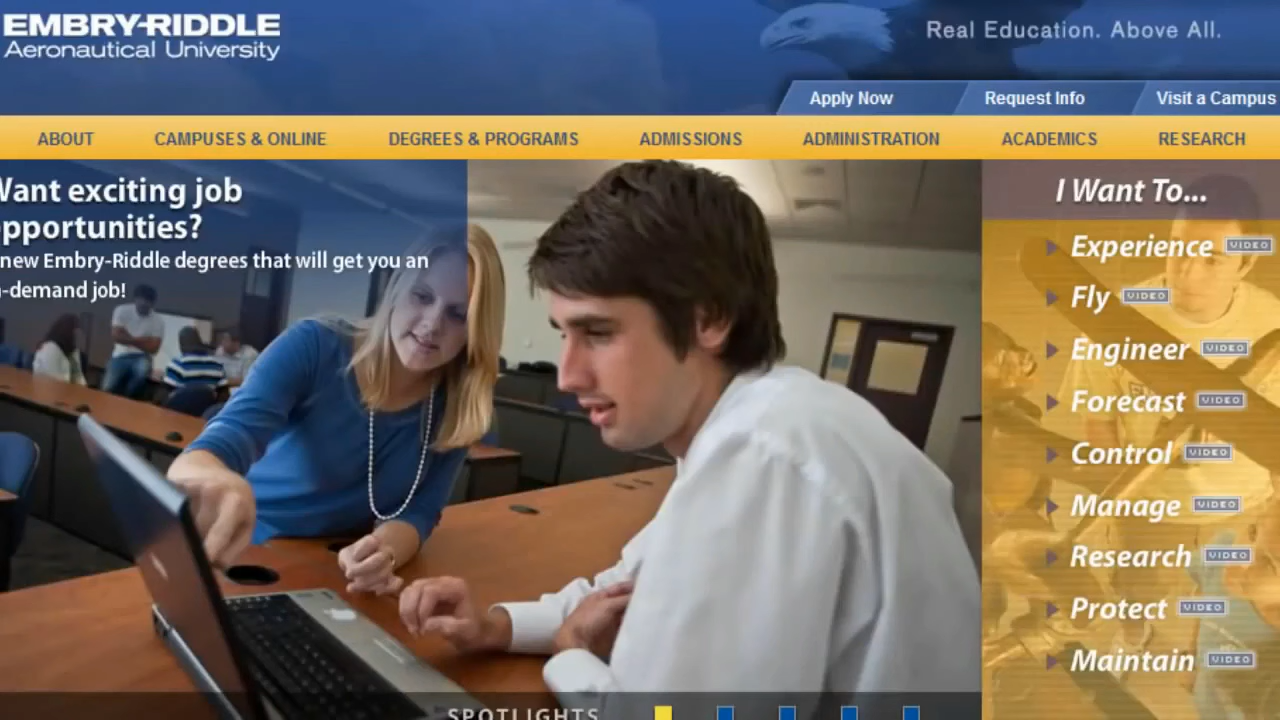 EMBRY-RIDDLE
Aeronautical University
Real Education. Above All.
Apply Now
Request Info
Visit a Campus
ABOUT
CAMPUSES & ONLINE
DEGREES & PROGRAMS
ADMISSIONS
ADMINISTRATION
ACADEMICS
RESEARCH
Want exciting job
opportunities?
new Embry-Riddle degrees that will get you an
-demand job!
I Want To...
Experience VIDEO
Fly VIDEO
Engineer VIDEO
Forecast VIDEO
Control VIDEO
Manage VIDEO
Research VIDEO
Protect VIDEO
Maintain VIDEO
SPOTLIGHTS